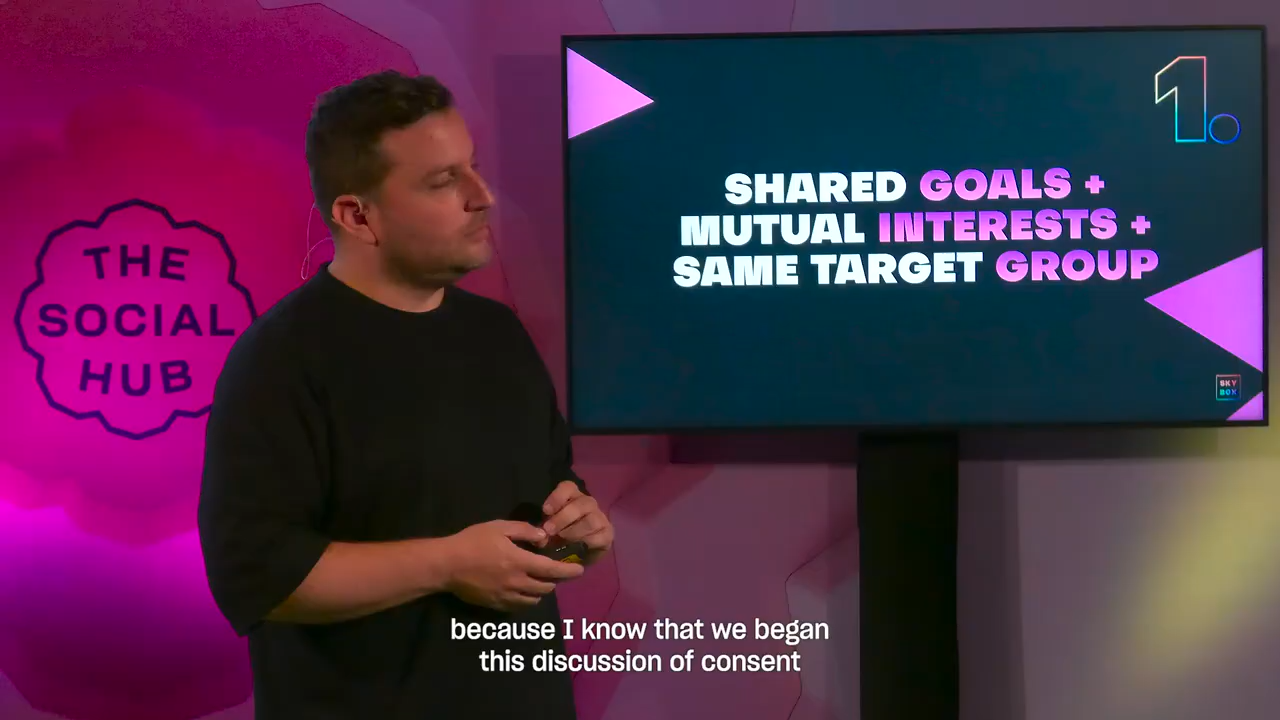 THE
SOCIAL
HUB
1.
SHARED GOALS +
MUTUAL INTERESTS +
SAME TARGET GROUP
SKY
BOX
because I know that we began
this discussion of consent